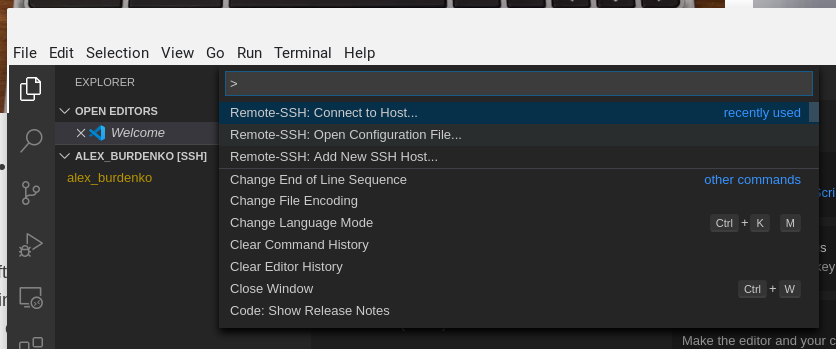 File Edit Selection View Go Run Terminal Help
EXPLORER
OPEN EDITORS
Welcome
ALEX_BURDENKO [SSH]
alex_burdenko
>
Remote-SSH: Connect to Host... recently used
Remote-SSH: Open Configuration File...
Remote-SSH: Add New SSH Host...
Change End of Line Sequence other commands
Change File Encoding
Change Language Mode Ctrl + K M
Clear Command History
Clear Editor History
Close Window Ctrl + W
Code: Show Release Notes
Make the editor and your c